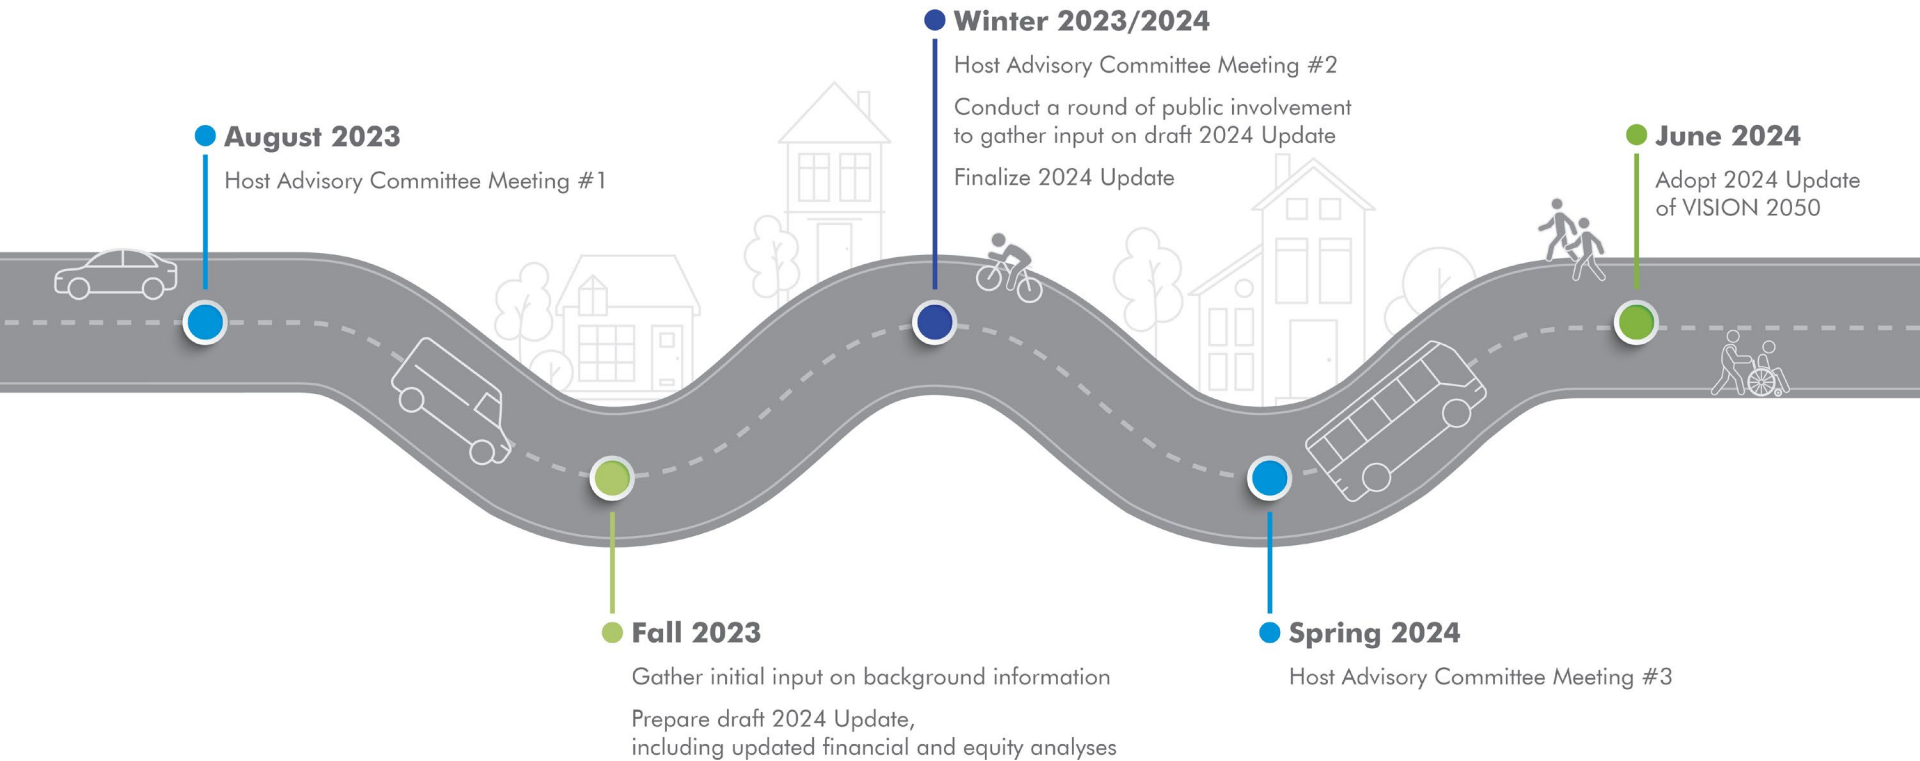 August 2023
Host Advisory Committee Meeting #1
Fall 2023
Gather initial input on background information
Prepare draft 2024 Update,
including updated financial and equity analyses
Winter 2023/2024
Host Advisory Committee Meeting #2
Conduct a round of public involvement
to gather input on draft 2024 Update
Finalize 2024 Update
Spring 2024
Host Advisory Committee Meeting #3
June 2024
Adopt 2024 Update
of VISION 2050